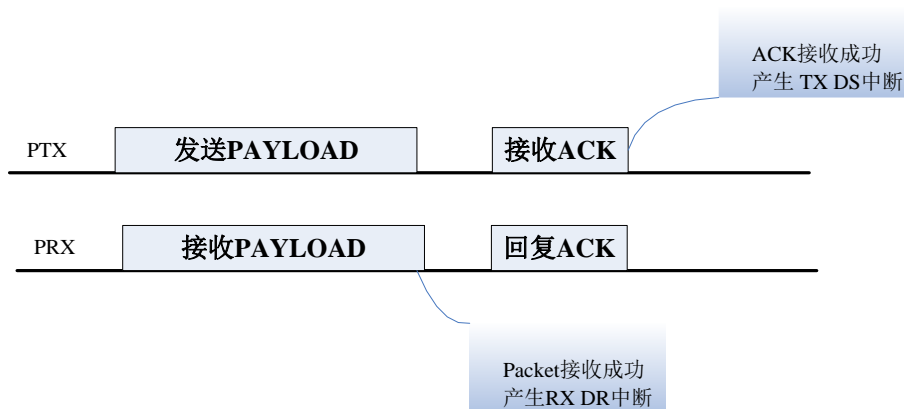 ACK接收成功
产生 TX DS中断
PTX
发送PAYLOAD
接收ACK
PRX
接收PAYLOAD
回复ACK
Packet接收成功
产生RX DR中断